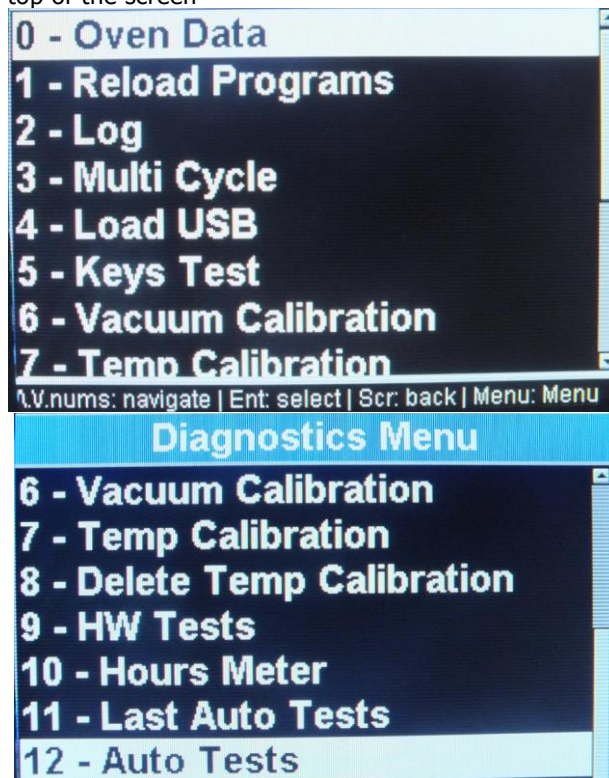 top of the screen
0 - Oven Data
1 - Reload Programs
2 - Log
3 - Multi Cycle
4 - Load USB
5 - Keys Test
6 - Vacuum Calibration
7 - Temp Calibration
Λ.V.nums: navigate | Ent: select | Scr: back | Menu: Menu
Diagnostics Menu
6 - Vacuum Calibration
7 - Temp Calibration
8 - Delete Temp Calibration
9 - HW Tests
10 - Hours Meter
11 - Last Auto Tests
12 - Auto Tests